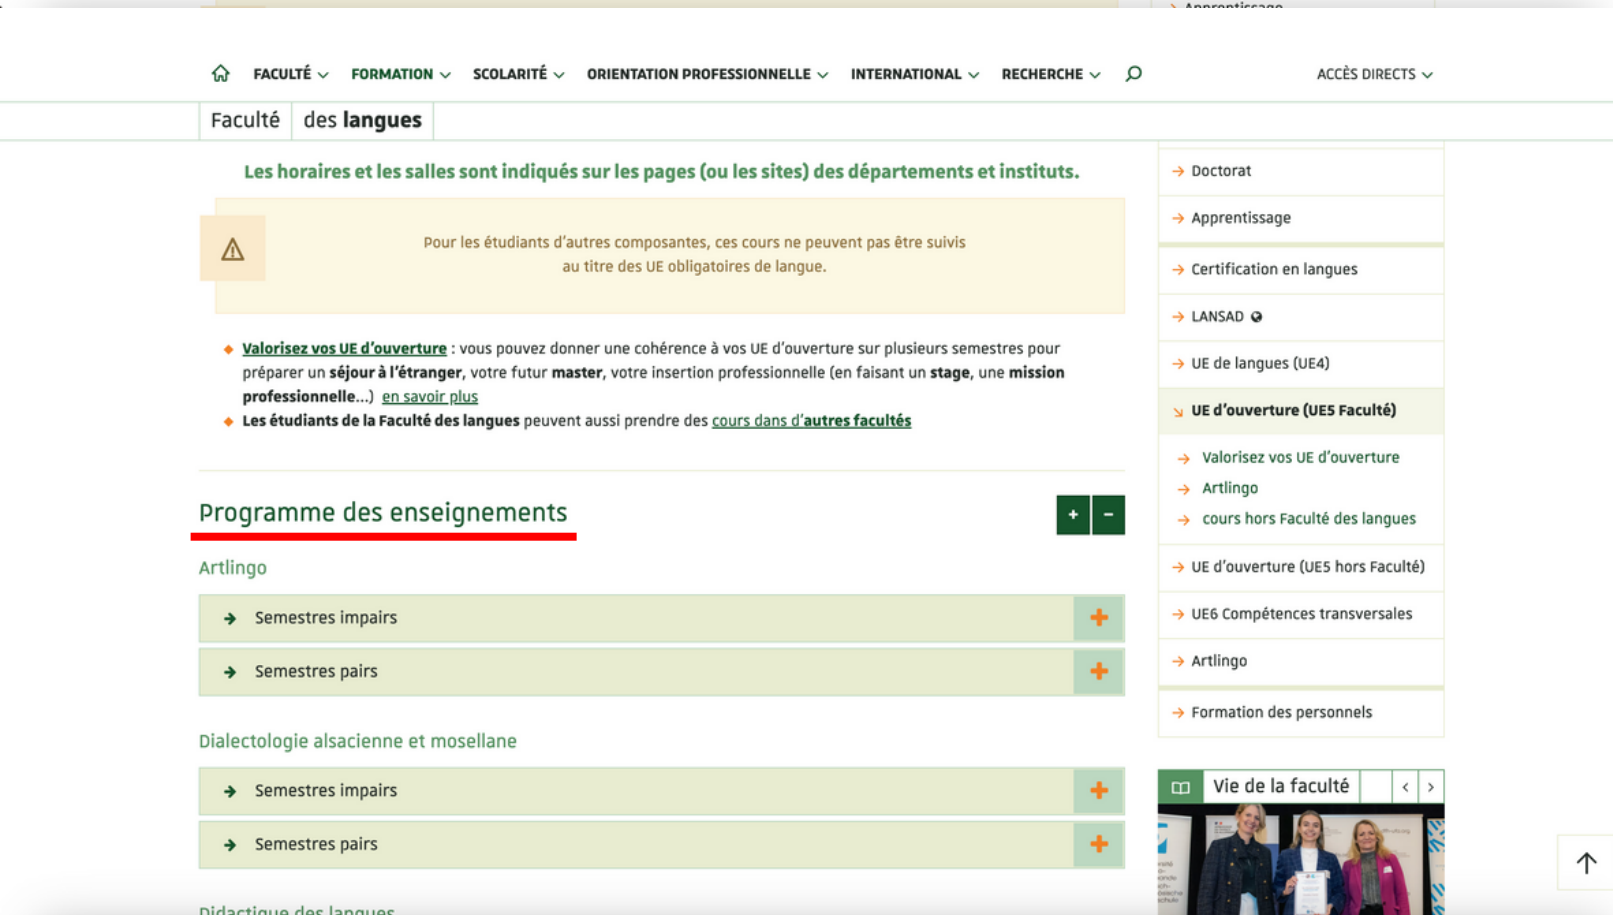 Apprentissage
FACULTÉ
FORMATION
SCOLARITÉ
ORIENTATION PROFESSIONNELLE
INTERNATIONAL
RECHERCHE
ACCÈS DIRECTS
Faculté
des langues
Les horaires et les salles sont indiqués sur les pages (ou les sites) des départements et instituts.
Pour les étudiants d'autres composantes, ces cours ne peuvent pas être suivis
au titre des UE obligatoires de langue.
Valorisez vos UE d'ouverture : vous pouvez donner une cohérence à vos UE d'ouverture sur plusieurs semestres pour
préparer un séjour à l'étranger, votre futur master, votre insertion professionnelle (en faisant un stage, une mission
professionnelle...) en savoir plus
Les étudiants de la Faculté des langues peuvent aussi prendre des cours dans d'autres facultés
Programme des enseignements
Artlingo
Semestres impairs
Semestres pairs
Dialectologie alsacienne et mosellane
Semestres impairs
Semestres pairs
Didactique des langues
Doctorat
Apprentissage
Certification en langues
LANSAD
UE de langues (UE4)
UE d'ouverture (UE5 Faculté)
Valorisez vos UE d'ouverture
Artlingo
cours hors Faculté des langues
UE d'ouverture (UE5 hors Faculté)
UE6 Compétences transversales
Artlingo
Formation des personnels
Vie de la faculté